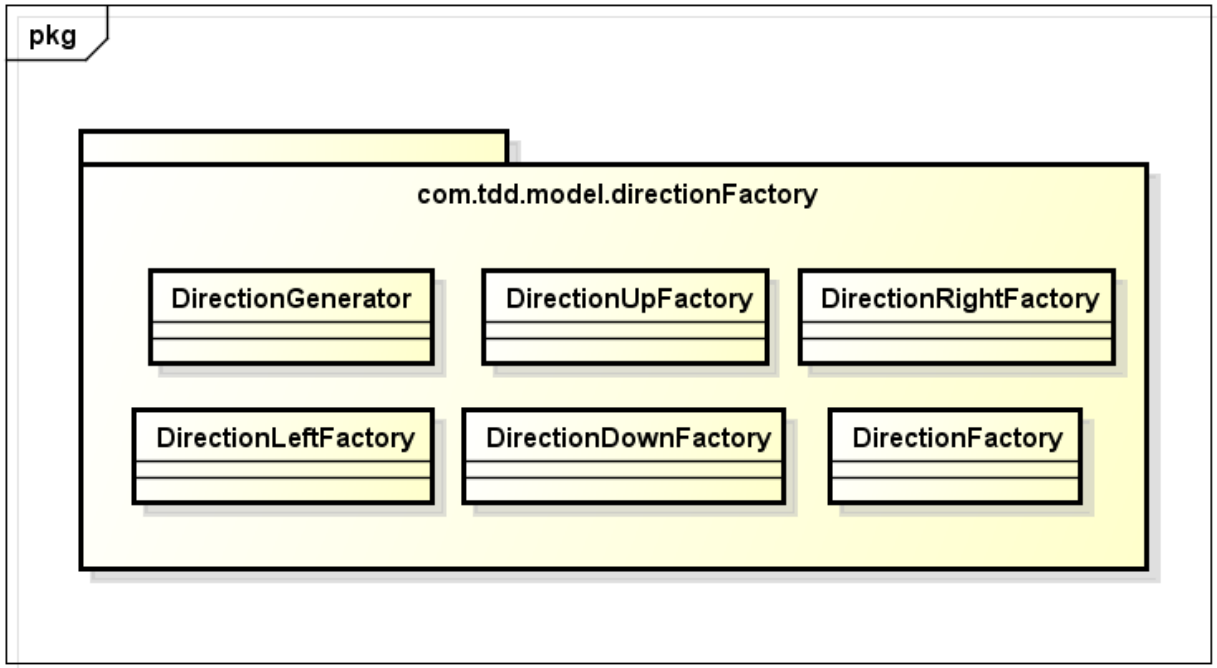 pkg
com.tdd.model.directionFactory
DirectionGenerator
DirectionUpFactory
DirectionRightFactory
DirectionLeftFactory
DirectionDownFactory
DirectionFactory